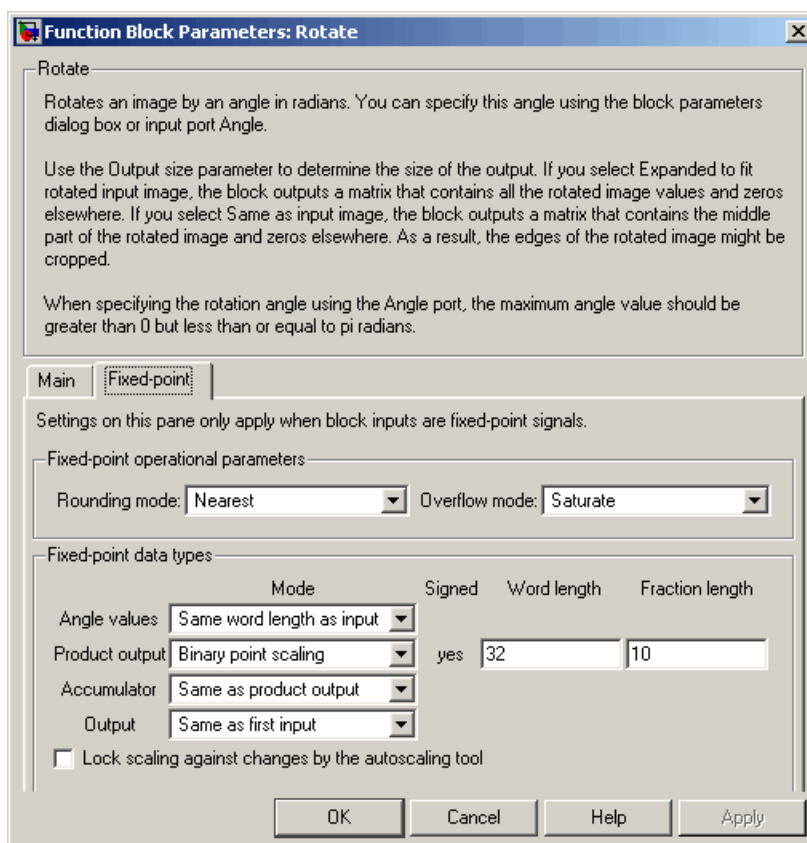 Function Block Parameters: Rotate
Rotate
Rotates an image by an angle in radians. You can specify this angle using the block parameters
dialog box or input port Angle.
Use the Output size parameter to determine the size of the output. If you select Expanded to fit
rotated input image, the block outputs a matrix that contains all the rotated image values and zeros
elsewhere. If you select Same as input image, the block outputs a matrix that contains the middle
part of the rotated image and zeros elsewhere. As a result, the edges of the rotated image might be
cropped.
When specifying the rotation angle using the Angle port, the maximum angle value should be
greater than 0 but less than or equal to pi radians.
Main Fixed-point
Settings on this pane only apply when block inputs are fixed-point signals.
Fixed-point operational parameters
Rounding mode: Nearest Overflow mode: Saturate
Fixed-point data types
Mode Signed Word length Fraction length
Angle values Same word length as input
Product output Binary point scaling yes 32 10
Accumulator Same as product output
Output Same as first input
Lock scaling against changes by the autoscaling tool
OK Cancel Help Apply